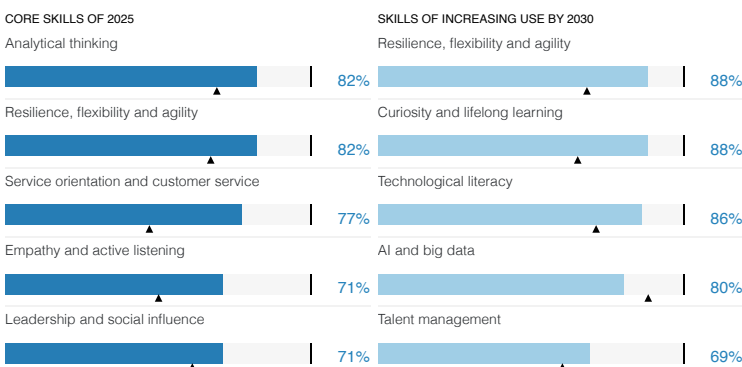 CORE SKILLS OF 2025
Analytical thinking
82%
Resilience, flexibility and agility
82%
Service orientation and customer service
77%
Empathy and active listening
71%
Leadership and social influence
71%
SKILLS OF INCREASING USE BY 2030
Resilience, flexibility and agility
88%
Curiosity and lifelong learning
88%
Technological literacy
86%
AI and big data
80%
Talent management
69%